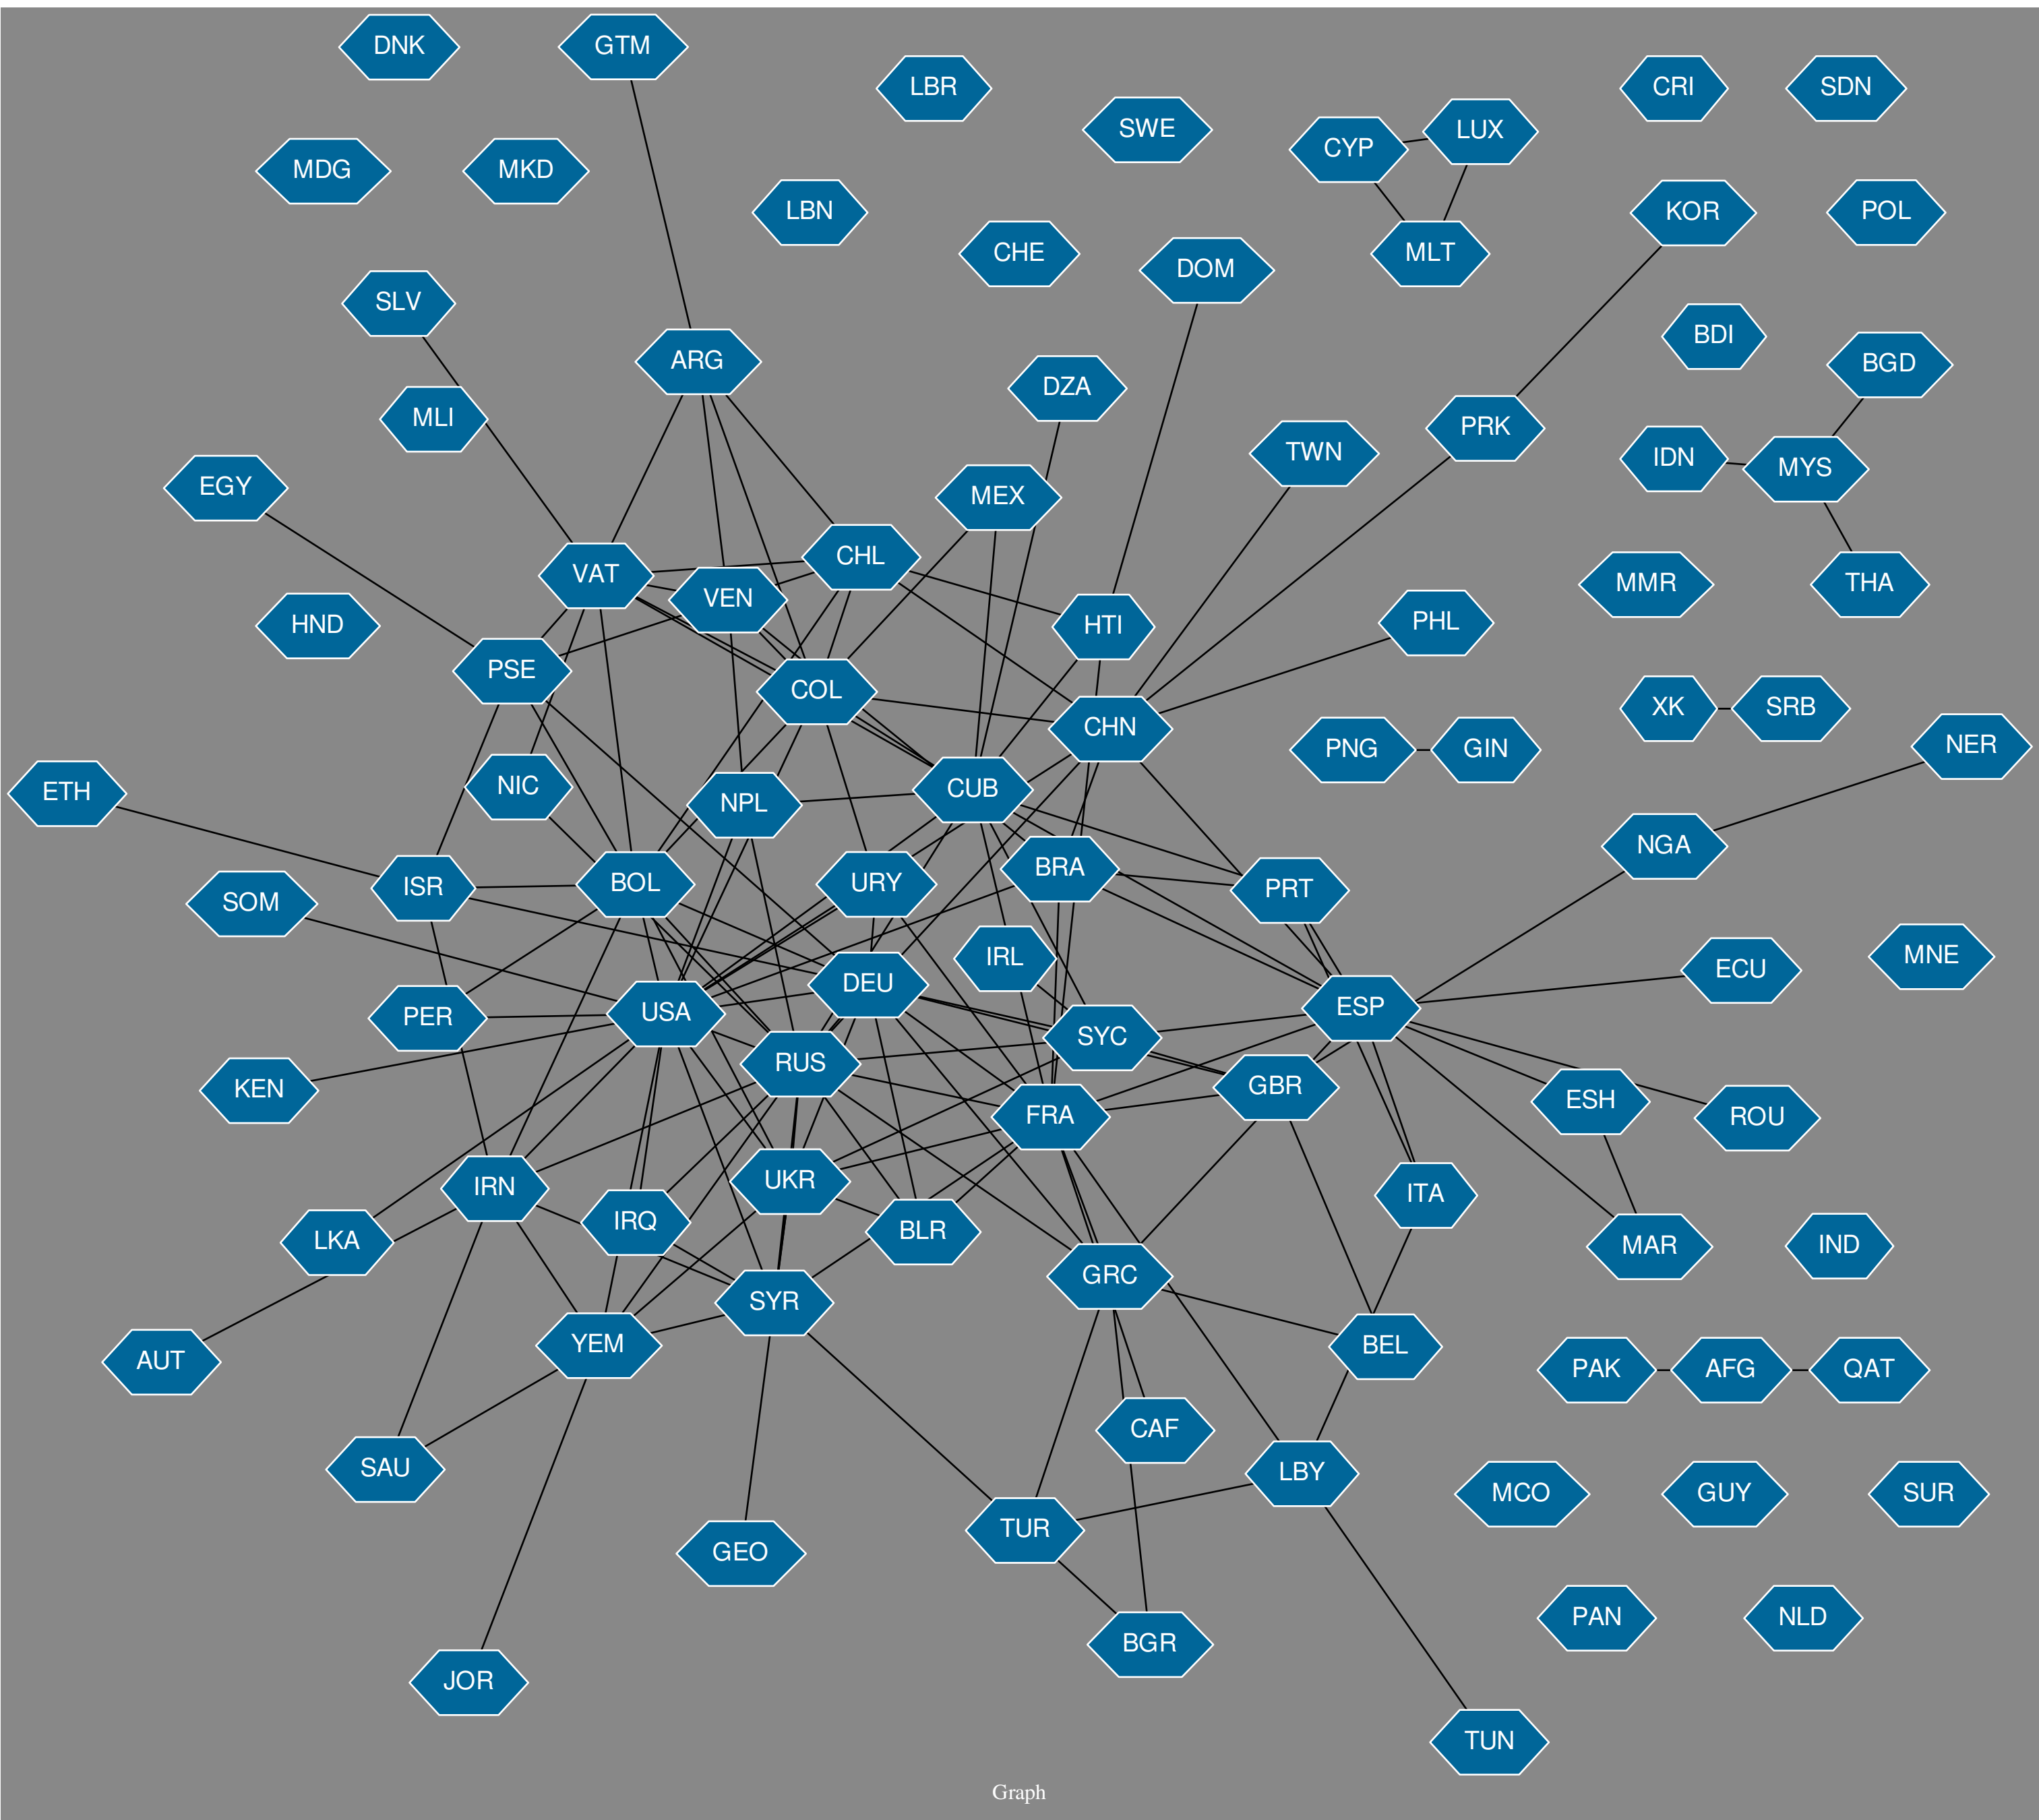 DNK
GTM
LBR
CRI
SDN
SWE
CYP
LUX
MDG
MKD
LBN
KOR
POL
CHE
MLT
DOM
SLV
BDI
ARG
BGD
DZA
MLI
PRK
TWN
IDN
MYS
EGY
MEX
CHL
VAT
VEN
MMR
THA
HND
HTI
PHL
PSE
COL
XK
SRB
CHN
PNG
GIN
NER
ETH
NIC
NPL
CUB
NGA
BRA
ISR
BOL
URY
PRT
SOM
IRL
MNE
ECU
DEU
PER
USA
ESP
SYC
RUS
KEN
GBR
ESH
FRA
ROU
IRN
UKR
ITA
IRQ
BLR
LKA
MAR
IND
GRC
SYR
YEM
BEL
AUT
PAK
AFG
QAT
CAF
SAU
LBY
MCO
GUY
SUR
TUR
GEO
PAN
NLD
BGR
JOR
TUN
Graph